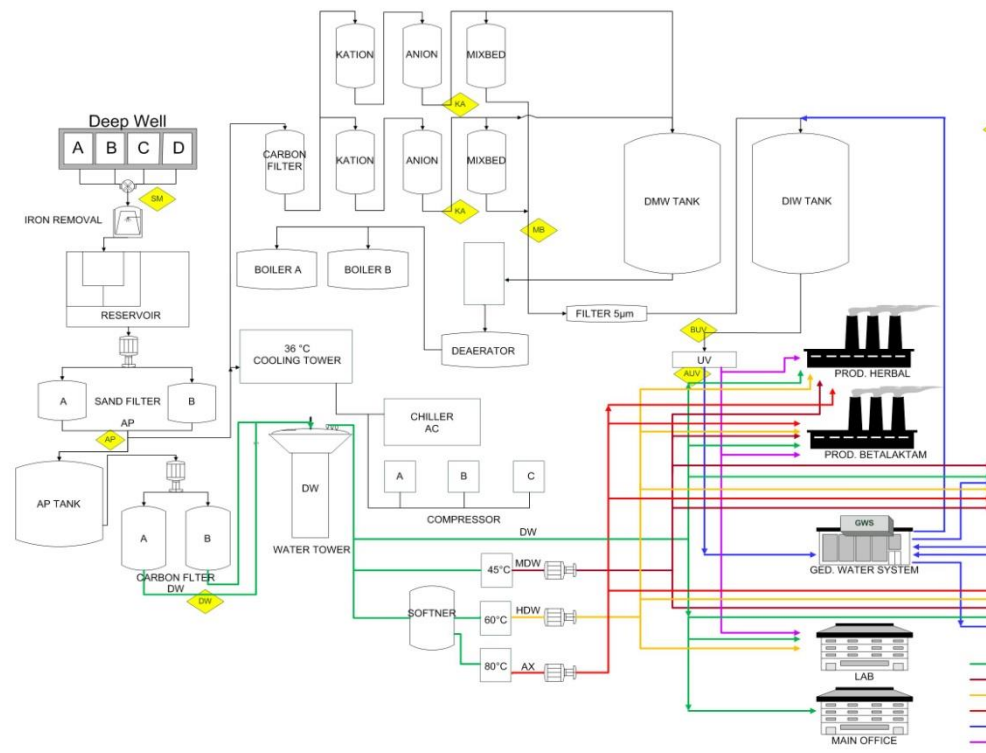 KATION
ANION
MIXBED
KA
Deep Well
A
B
C
D
CARBON
FILTER
KATION
ANION
MIXBED
KA
SM
IRON REMOVAL
DMW TANK
DIW TANK
MB
BOILER A
BOILER B
RESERVOIR
FILTER 5µm
36 °C
COOLING TOWER
DEAERATOR
BUV
UV
AUV
PROD. HERBAL
A
SAND FILTER
B
AP
AP
CHILLER
AC
PROD. BETALAKTAM
AP TANK
DW
A
B
C
COMPRESSOR
A
B
WATER TOWER
DW
GWS
GED. WATER SYSTEM
CARBON FLTER
DW
DW
45°C
MDW
SOFTNER
60°C
HDW
80°C
AX
LAB
MAIN OFFICE